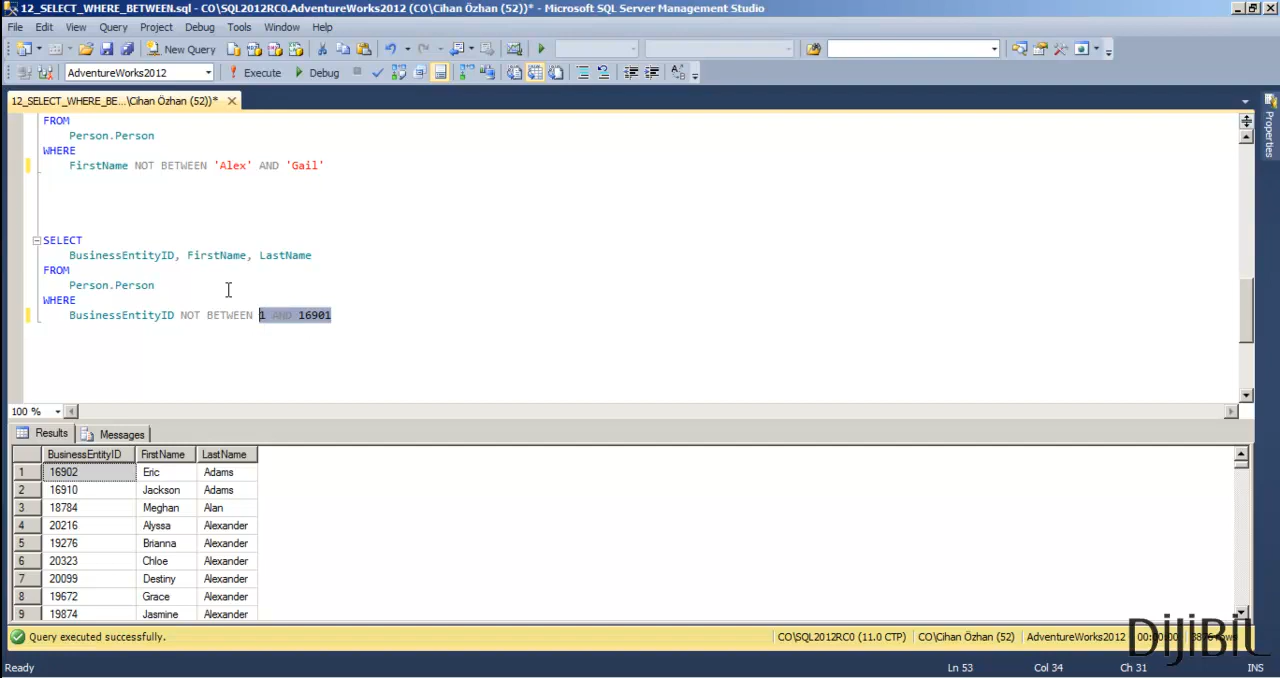 12_SELECT_WHERE_BETWEEN.sql - CO\SQL2012RC0.AdventureWorks2012 (CO\Cihan Özhan (52))* - Microsoft SQL Server Management Studio
File Edit View Query Project Debug Tools Window Help
New Query
AdventureWorks2012 Execute Debug
12_SELECT_WHERE_BE...\Cihan Özhan (52))*
Properties
FROM
Person.Person
WHERE
FirstName NOT BETWEEN 'Alex' AND 'Gail'
SELECT
BusinessEntityID, FirstName, LastName
FROM
Person.Person
WHERE
BusinessEntityID NOT BETWEEN 1 AND 16901
100 %
Results Messages
BusinessEntityID FirstName LastName
1 16902 Eric Adams
2 16910 Jackson Adams
3 18784 Meghan Alan
4 20216 Alyssa Alexander
5 19276 Brianna Alexander
6 20323 Chloe Alexander
7 20099 Destiny Alexander
8 19672 Grace Alexander
9 19874 Jasmine Alexander
Query executed successfully. CO\SQL2012RC0 (11.0 CTP) CO\Cihan Özhan (52) AdventureWorks2012 rows
DijiBiL
Ready Ln 53 Col 34 Ch 31 INS